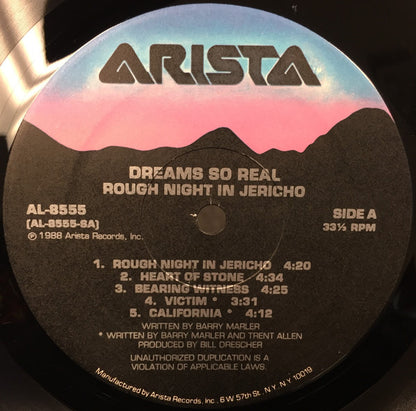 ARISTA
DREAMS SO REAL
ROUGH NIGHT IN JERICHO
AL-8555
[AL-8555-SA]
℗ 1988 Arista Records, Inc.
SIDE A
33⅓ RPM
1. ROUGH NIGHT IN JERICHO 4:20
2. HEART OF STONE 4:34
3. BEARING WITNESS 4:25
4. VICTIM * 3:31
5. CALIFORNIA * 4:12
WRITTEN BY BARRY MARLER
* WRITTEN BY BARRY MARLER AND TRENT ALLEN
PRODUCED BY BILL DRESCHER
UNAUTHORIZED DUPLICATION IS A
VIOLATION OF APPLICABLE LAWS.
Manufactured by Arista Records, Inc., 6 W 57th St., N.Y., N.Y. 10019